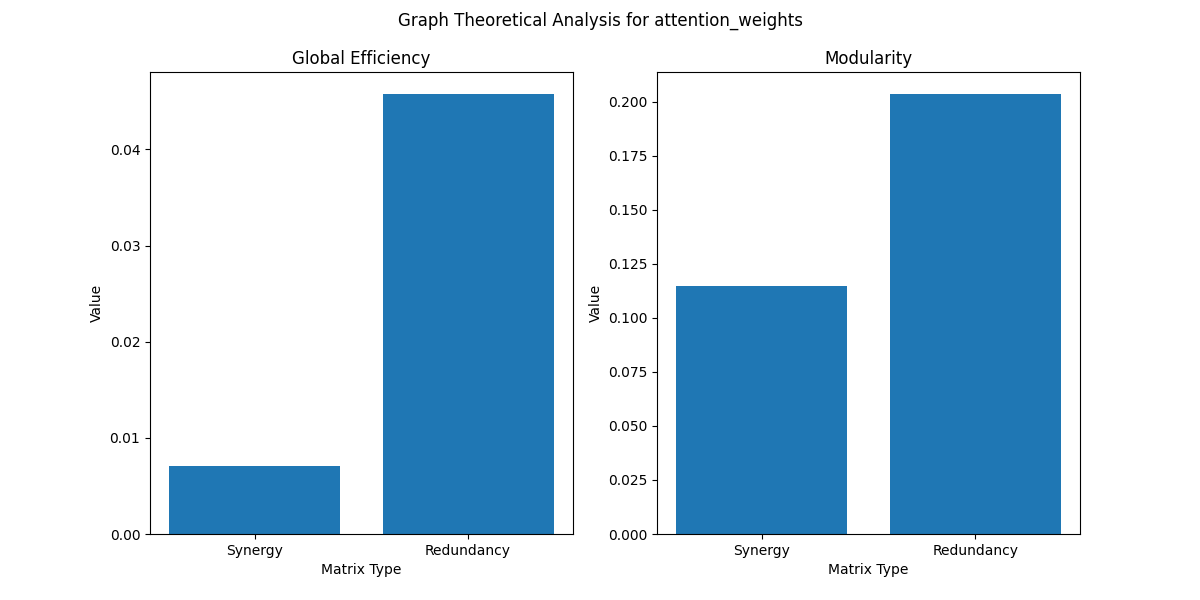 Graph Theoretical Analysis for attention_weights
Global Efficiency
Value
0.04
0.03
0.02
0.01
0.00
Synergy
Redundancy
Matrix Type
Modularity
Value
0.200
0.175
0.150
0.125
0.100
0.075
0.050
0.025
0.000
Synergy
Redundancy
Matrix Type